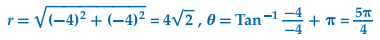 r = √((−4)² + (−4)²) = 4√2 , θ = Tan⁻¹ −4/−4 + π = 5π/4